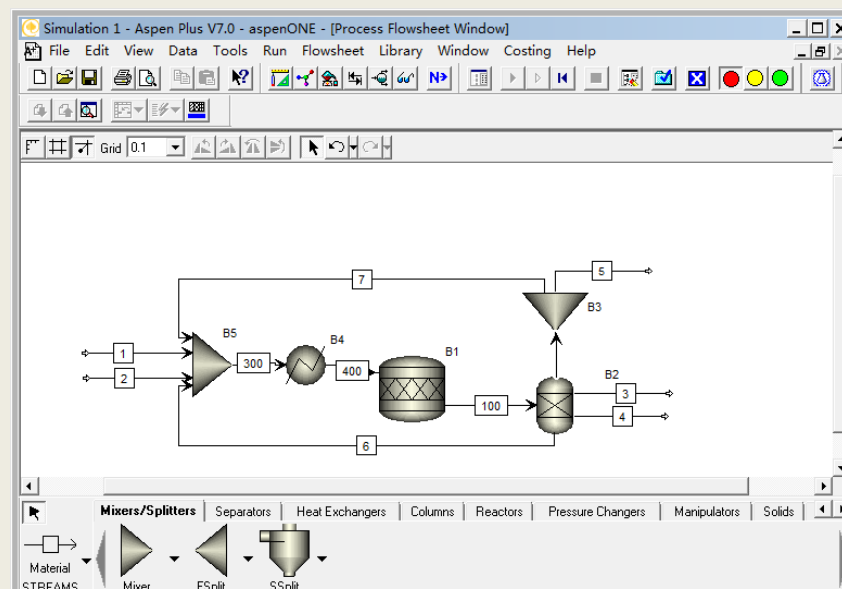 Simulation 1 - Aspen Plus V7.0 - aspenONE - [Process Flowsheet Window]
File Edit View Data Tools Run Flowsheet Library Window Costing Help
N>
Grid 0.1
7
5
B3
B5
B4
1
300
B1
400
2
B2
3
100
4
6
Mixers/Splitters Separators Heat Exchangers Columns Reactors Pressure Changers Manipulators Solids
Material
STREAMS Mixer FSplit SSplit